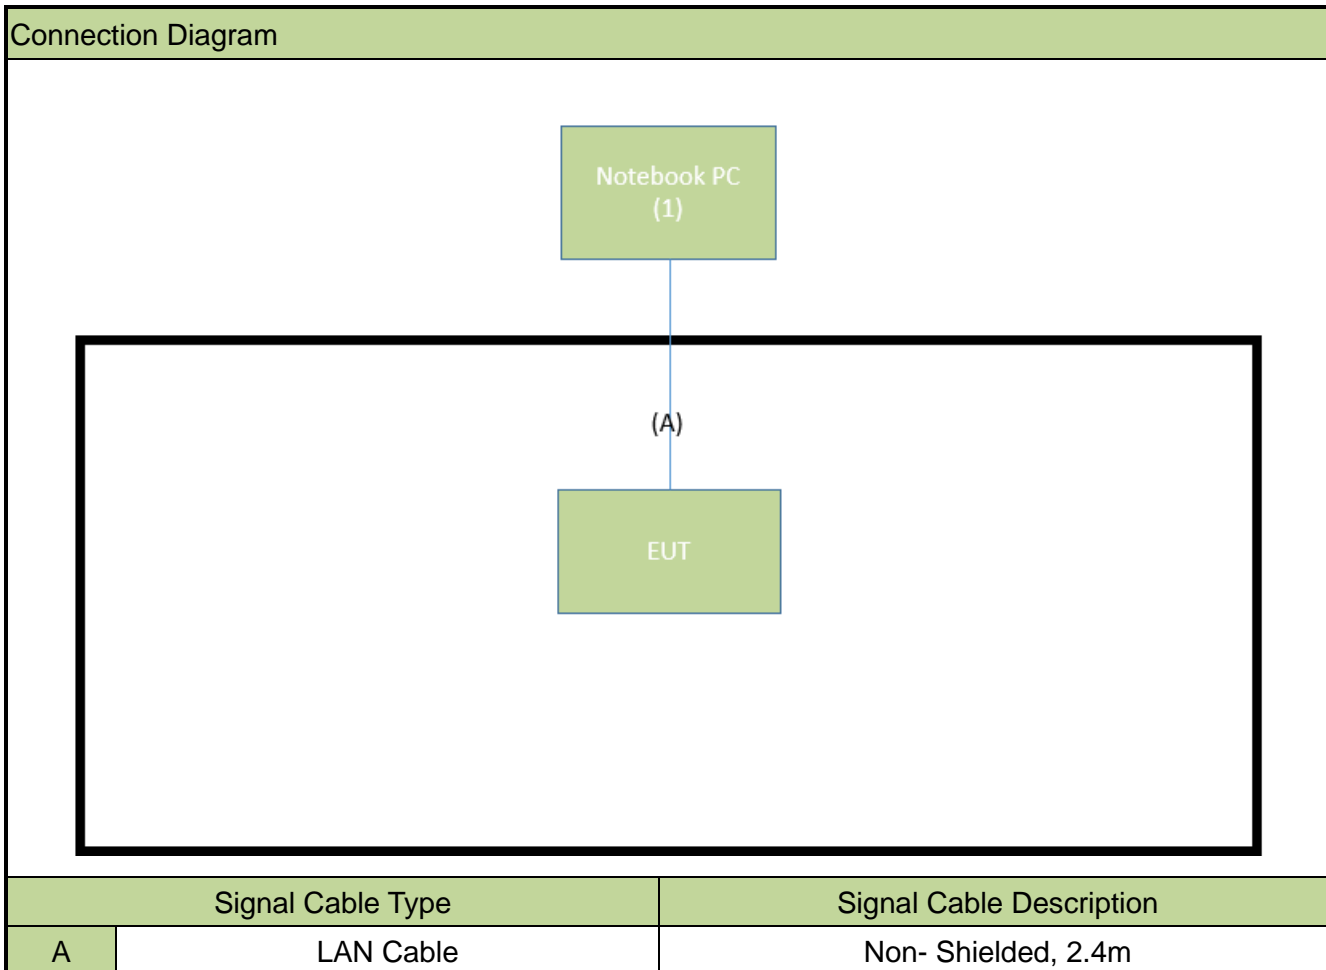 Connection Diagram
Notebook PC
(1)
(A)
EUT
Signal Cable Type Signal Cable Description
A LAN Cable Non- Shielded, 2.4m